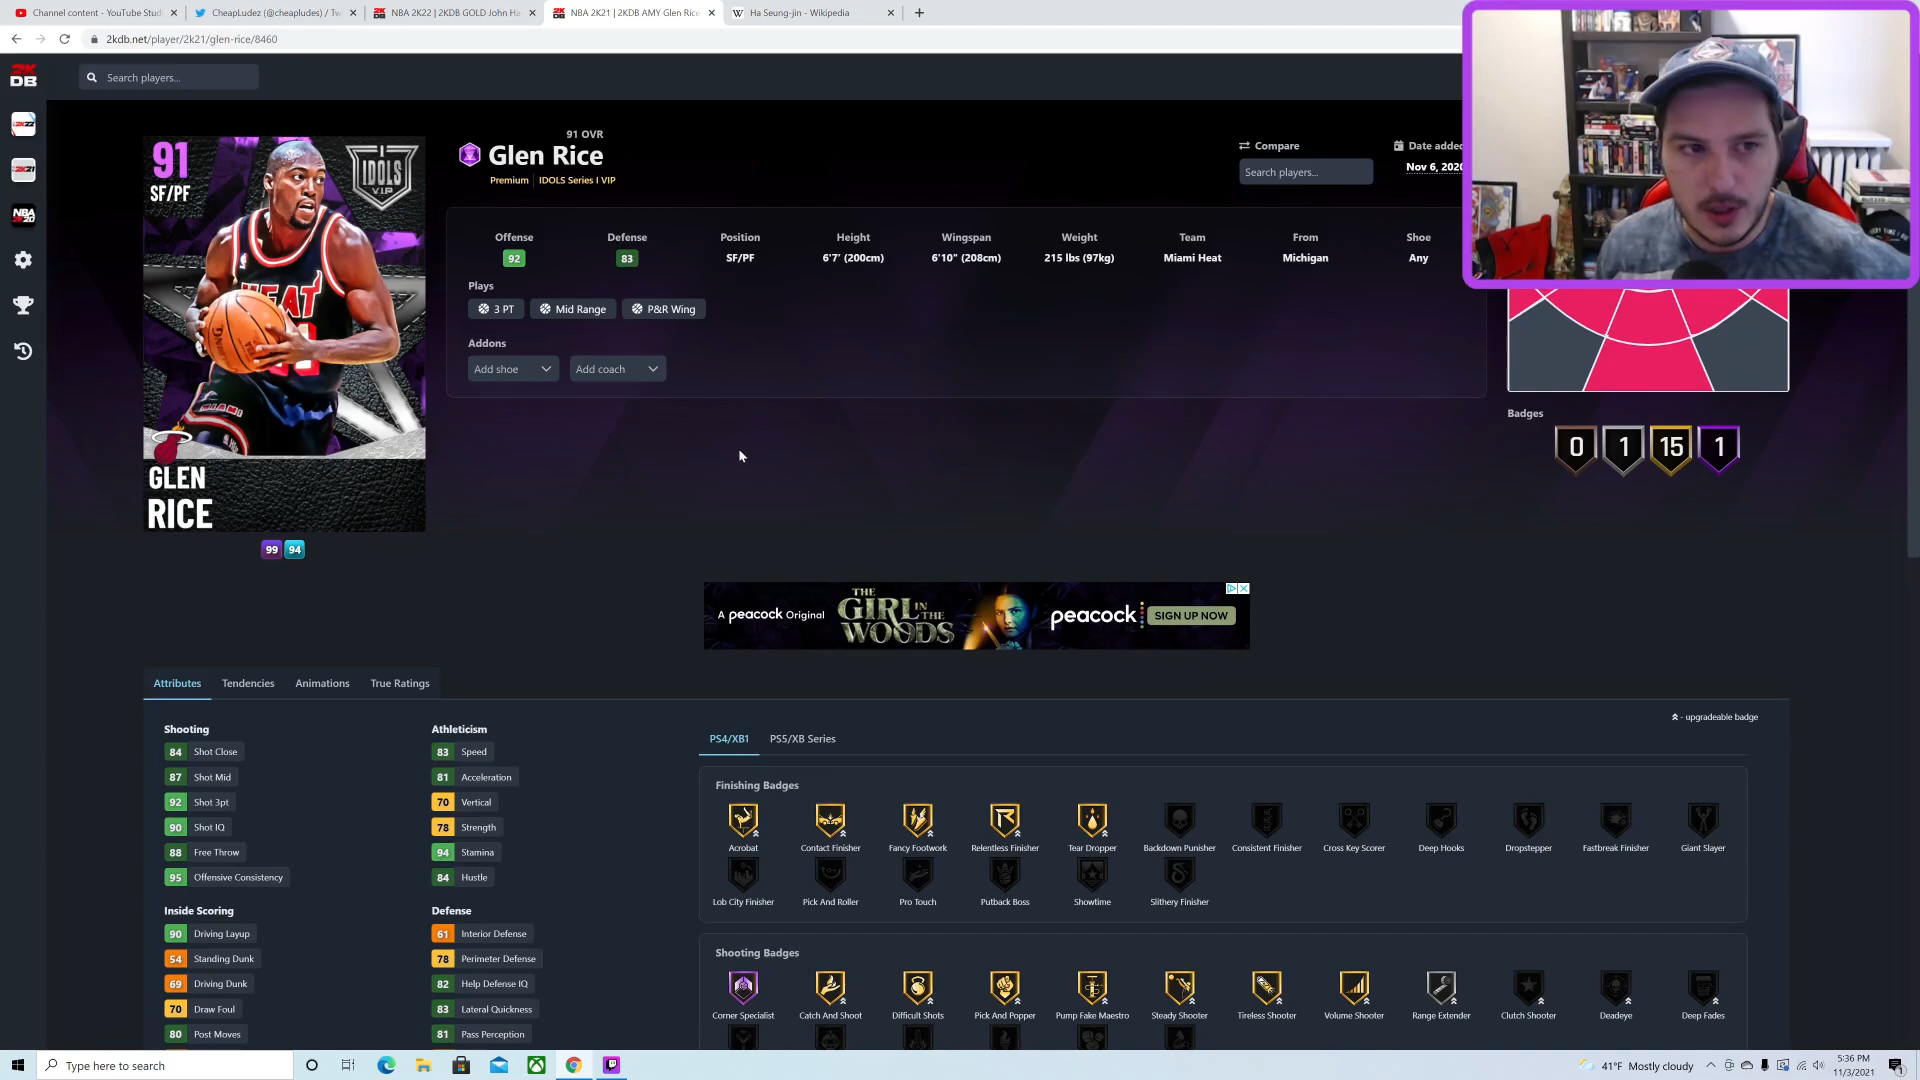 Channel content - YouTube Studi
CheapLudez (@cheapludes) / Tw
NBA 2K22 | 2KDB GOLD John Ha
NBA 2K21 | 2KDB AMY Glen Rice
Ha Seung-jin - Wikipedia
2kdb.net/player/2k21/glen-rice/8460
2K DB
Search players...
2K22
2K21
NBA 2K20
91
SF/PF
IDOLS
VIP
HEAT
MIAMI
GLEN
RICE
99 94
91 OVR
Glen Rice
Premium | IDOLS Series I VIP
Compare
Search players...
Date added
Nov 6, 2020
Offense Defense Position Height Wingspan Weight Team From Shoe
92 83 SF/PF 6'7' (200cm) 6'10" (208cm) 215 lbs (97kg) Miami Heat Michigan Any
Plays
3 PT Mid Range P&R Wing
Addons
Add shoe Add coach
Badges
0 1 15 1
A peacock Original
THE GIRL IN THE WOODS
peacock
SIGN UP NOW
Attributes Tendencies Animations True Ratings
- upgradeable badge
Shooting
84 Shot Close
87 Shot Mid
92 Shot 3pt
90 Shot IQ
88 Free Throw
95 Offensive Consistency
Athleticism
83 Speed
81 Acceleration
70 Vertical
78 Strength
94 Stamina
84 Hustle
Inside Scoring
90 Driving Layup
54 Standing Dunk
69 Driving Dunk
70 Draw Foul
80 Post Moves
Defense
61 Interior Defense
78 Perimeter Defense
82 Help Defense IQ
83 Lateral Quickness
81 Pass Perception
PS4/XB1 PS5/XB Series
Finishing Badges
Acrobat Contact Finisher Fancy Footwork Relentless Finisher Tear Dropper Backdown Punisher Consistent Finisher Cross Key Scorer Deep Hooks Dropstepper Fastbreak Finisher Giant Slayer
Lob City Finisher Pick And Roller Pro Touch Putback Boss Showtime Slithery Finisher
Shooting Badges
Corner Specialist Catch And Shoot Difficult Shots Pick And Popper Pump Fake Maestro Steady Shooter Tireless Shooter Volume Shooter Range Extender Clutch Shooter Deadeye Deep Fades
Type here to search
41°F Mostly cloudy
5:36 PM
11/3/2021